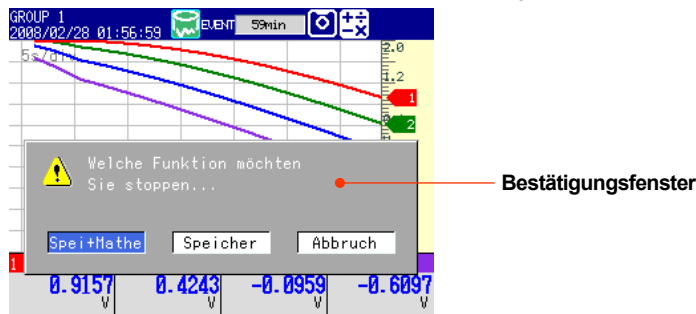 GROUP 1
2008/02/28 01:56:59
EVENT 59min
5s/div
2.0
1.2
1
2
Welche Funktion möchten
Sie stoppen...
Bestätigungsfenster
Spei+Mathe Speicher Abbruch
1
0.9157 0.4243 -0.0959 -0.6097
V V V V